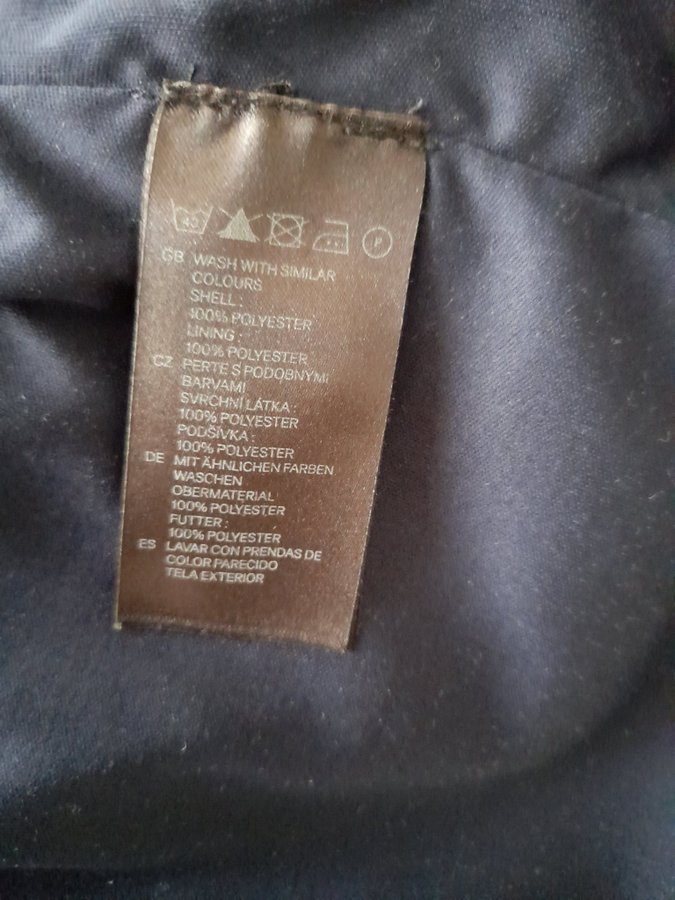 40
P
GB WASH WITH SIMILAR
COLOURS
SHELL :
100% POLYESTER
LINING :
100% POLYESTER
CZ PERTE S PODOBNÝMI
BARVAMI
SVRCHNÍ LÁTKA :
100% POLYESTER
PODŠÍVKA :
100% POLYESTER
DE MIT ÄHNLICHEN FARBEN
WASCHEN
OBERMATERIAL :
100% POLYESTER
FUTTER :
100% POLYESTER
ES LAVAR CON PRENDAS DE
COLOR PARECIDO
TELA EXTERIOR